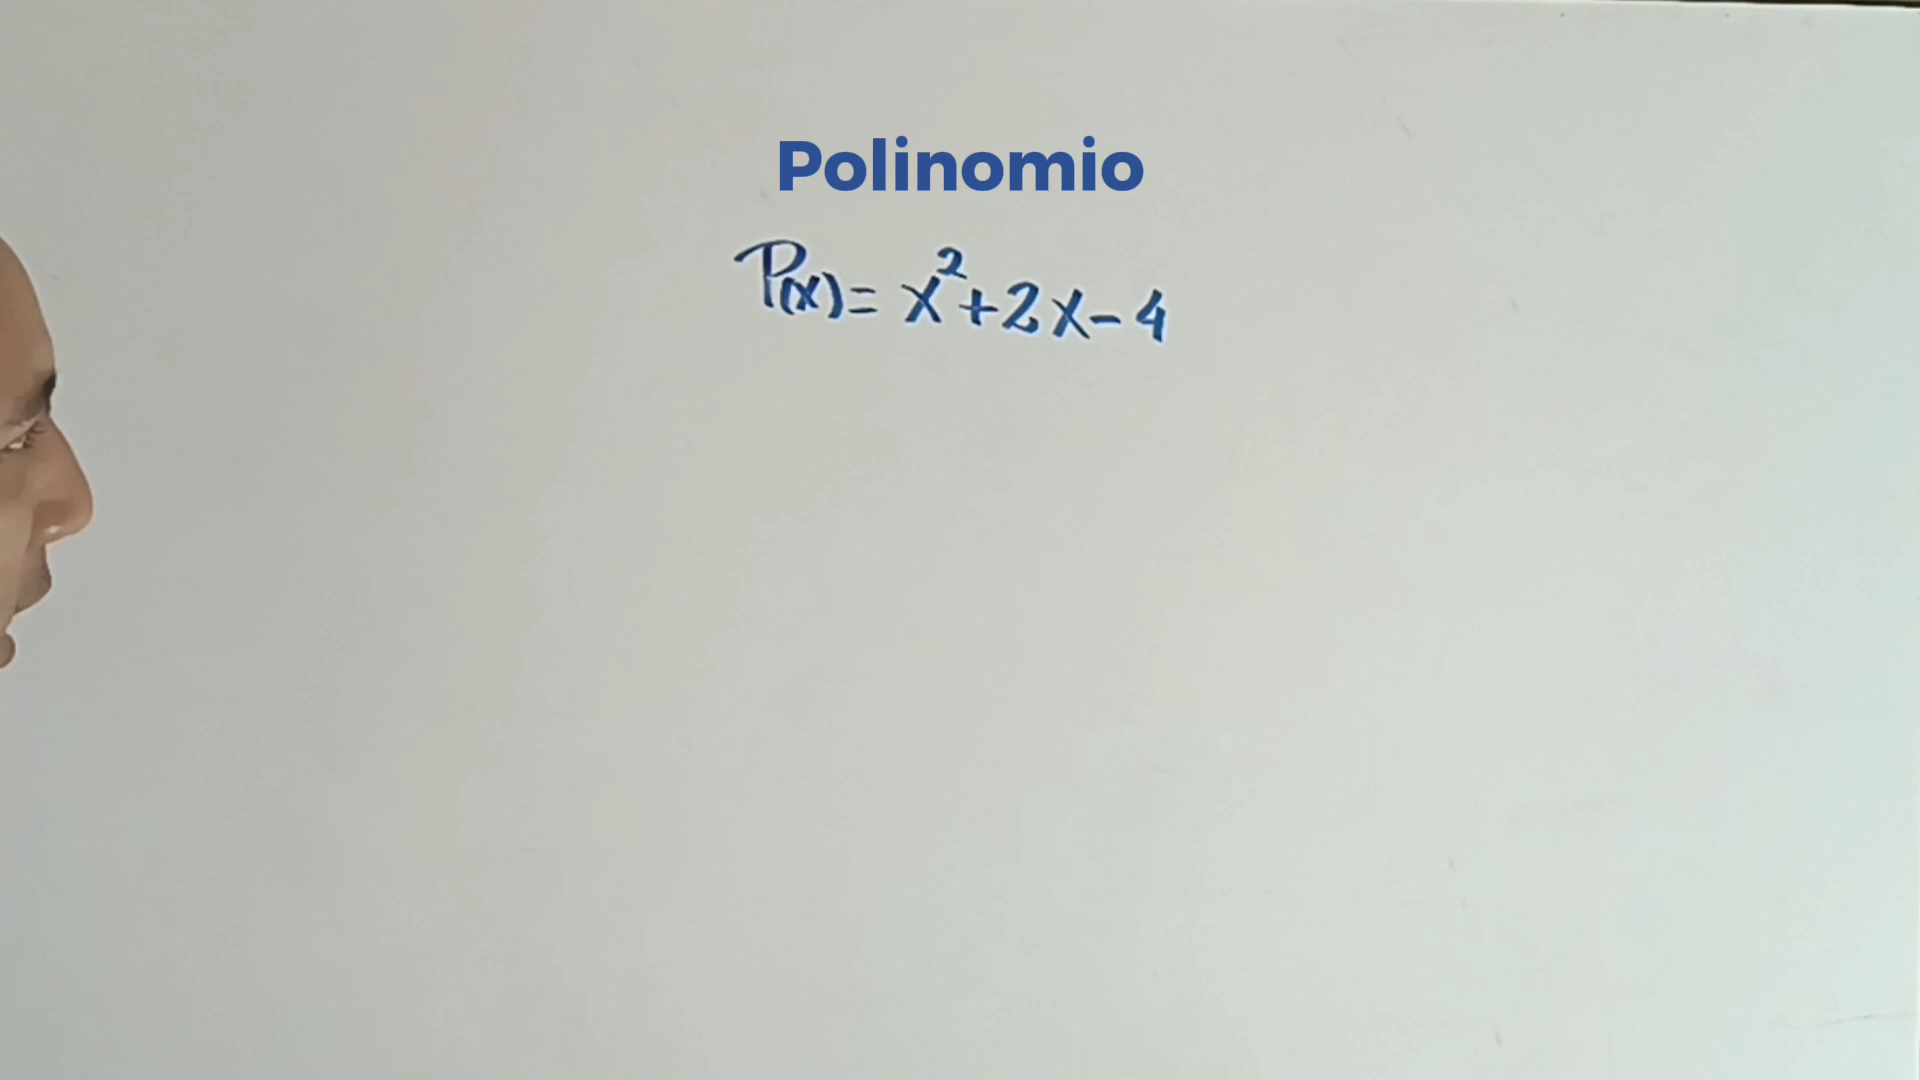 Polinomio
P(x) = x² + 2x - 4